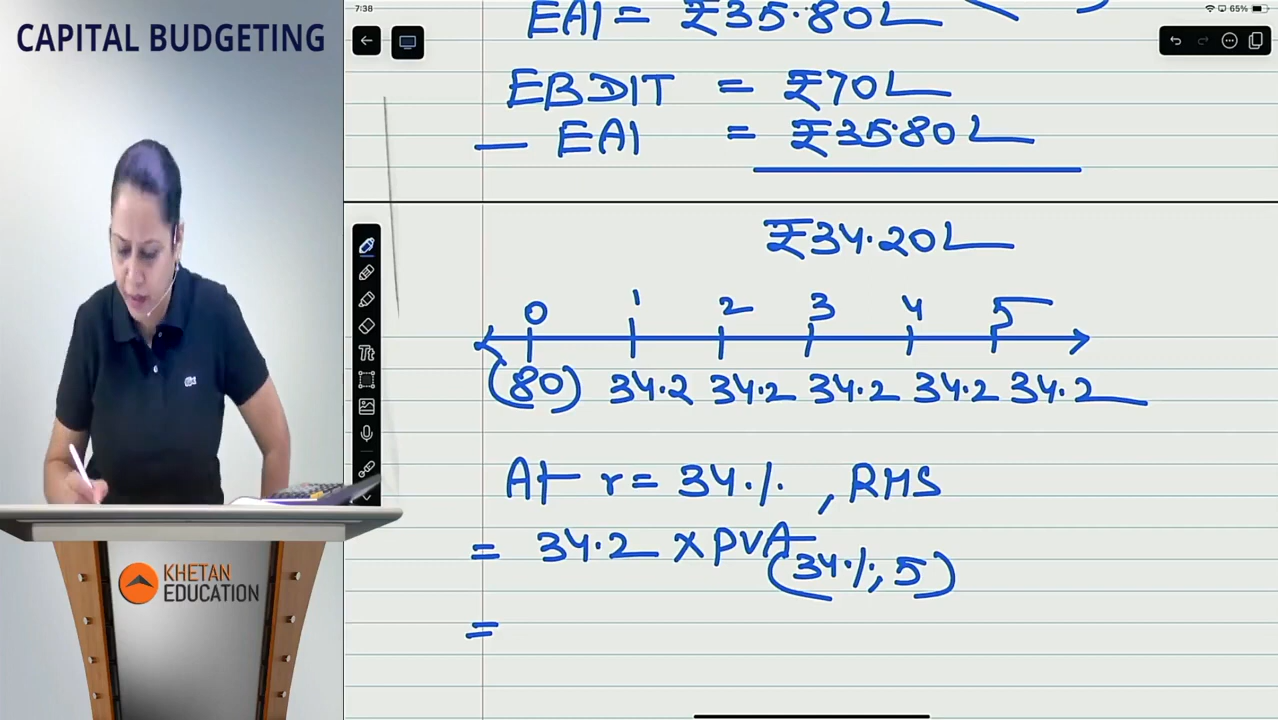 CAPITAL BUDGETING
7:38
65%
EAI = ₹35.80L
EBDIT = ₹70L
— EAI = ₹35.80L
₹34.20L
0 1 2 3 4 5
(80) 34.2 34.2 34.2 34.2 34.2
At r = 34%, RMS
= 34.2 x PVA(34%, 5)
=
Tt
KHETAN
EDUCATION